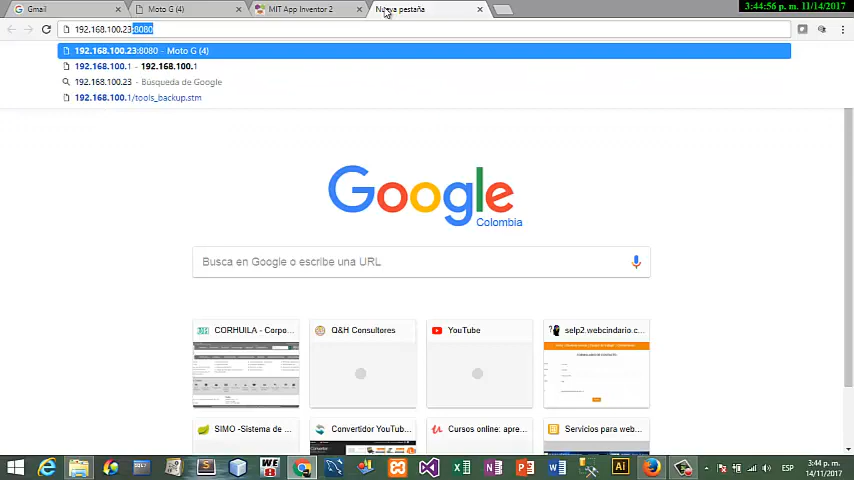 Gmail
Moto G (4)
MIT App Inventor 2
Nueva pestaña
3:44:56 p. m. 11/14/2017
192.168.100.23:8080
192.168.100.23:8080 - Moto G (4)
192.168.100.1 - 192.168.100.1
192.168.100.23 - Búsqueda de Google
192.168.100.1/tools_backup.stm
Google
Colombia
Busca en Google o escribe una URL
CORHUILA - Corpo...
Q&H Consultores
YouTube
selp2.webcindario.c...
SIMO -Sistema de ...
Convertidor YouTub...
Cursos online: apre...
Servicios para web...
ESP
3:44 p. m.
14/11/2017